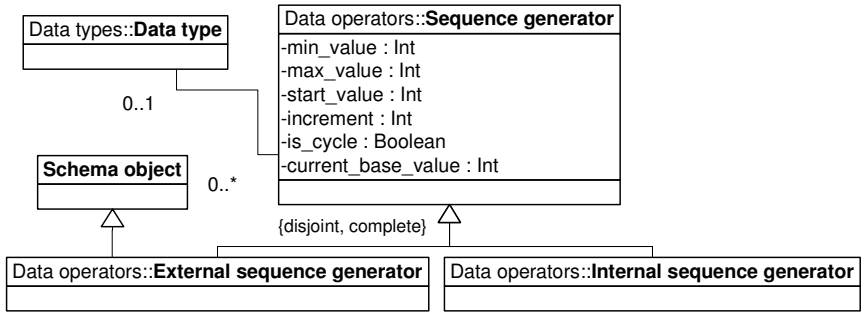 Data types::Data type
Data operators::Sequence generator
-min_value : Int
-max_value : Int
-start_value : Int
-increment : Int
-is_cycle : Boolean
-current_base_value : Int
0..1
Schema object
0..*
{disjoint, complete}
Data operators::External sequence generator
Data operators::Internal sequence generator